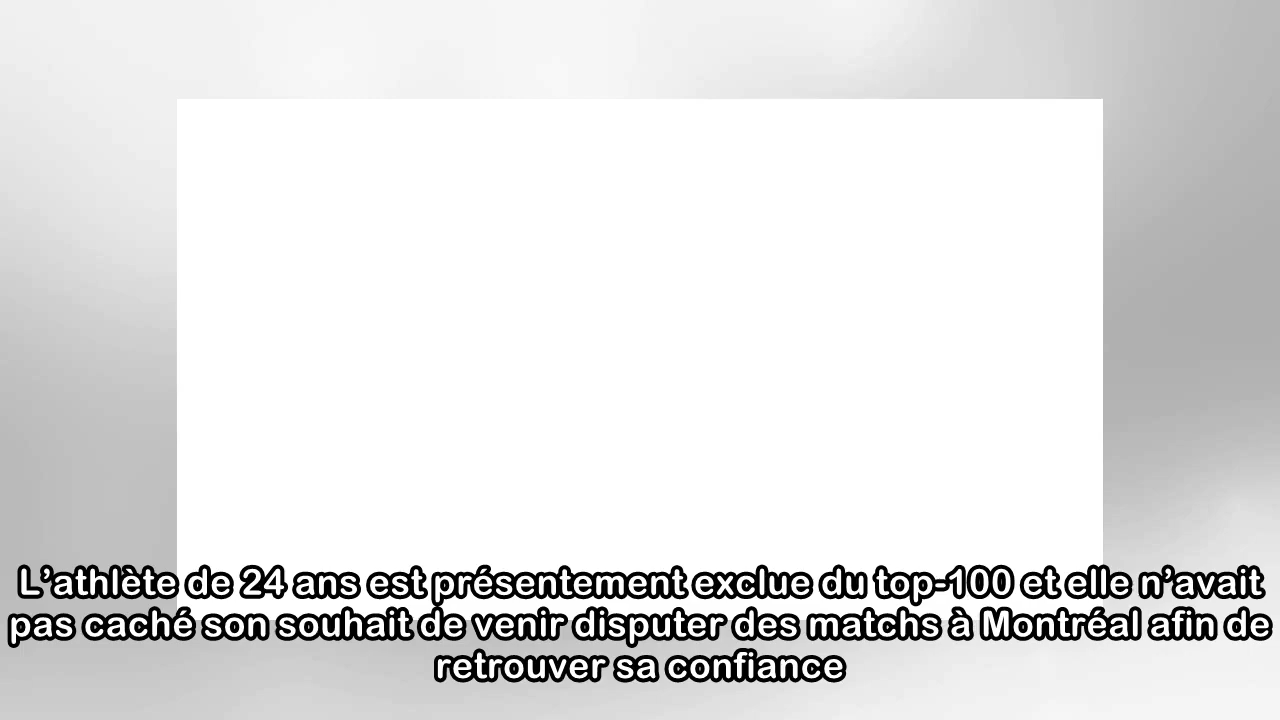 L’athlète de 24 ans est présentement exclue du top-100 et elle n’avait
pas caché son souhait de venir disputer des matchs à Montréal afin de
retrouver sa confiance